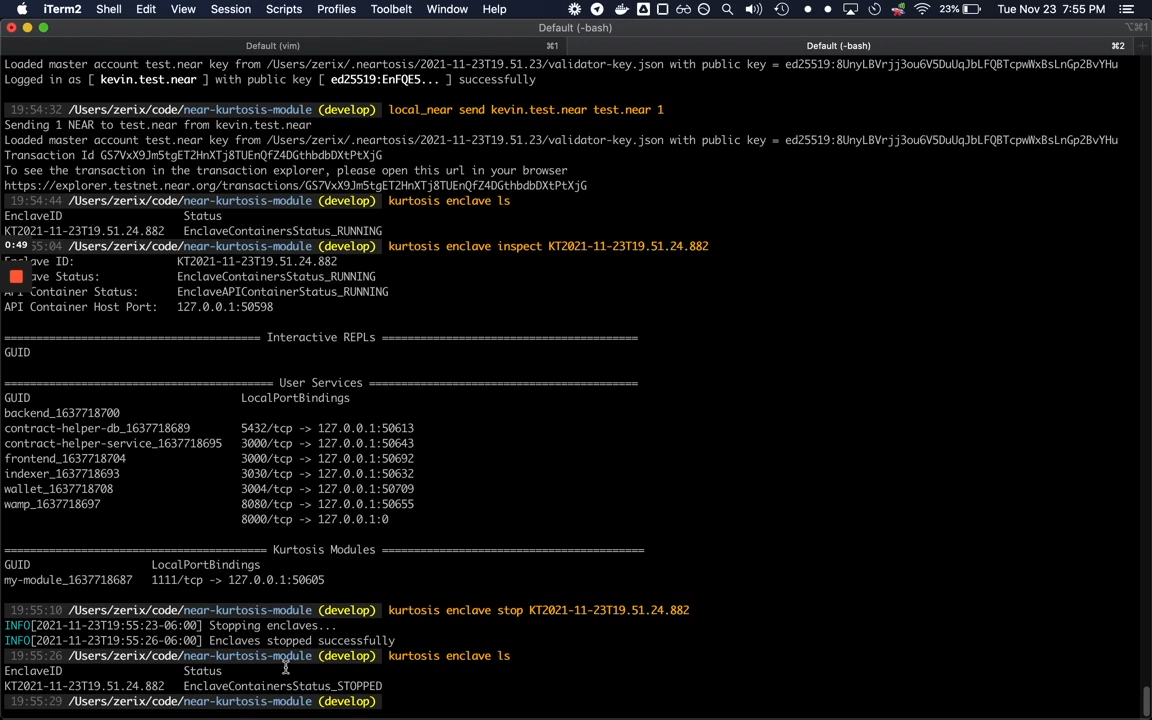 iTerm2 Shell Edit View Session Scripts Profiles Toolbelt Window Help 23% Tue Nov 23 7:55 PM
Default (-bash)
⌥⌘1
Default (vim) ⌘1 Default (-bash) ⌘2
Loaded master account test.near key from /Users/zerix/.neartosis/2021-11-23T19.51.23/validator-key.json with public key = ed25519:8UnyLBVrjj3ou6V5DuUqJbLFQBTcpwWxBsLnGp2BvYHu
Logged in as [ kevin.test.near ] with public key [ ed25519:EnFQE5... ] successfully
19:54:32 /Users/zerix/code/near-kurtosis-module (develop) local_near send kevin.test.near test.near 1
Sending 1 NEAR to test.near from kevin.test.near
Loaded master account test.near key from /Users/zerix/.neartosis/2021-11-23T19.51.23/validator-key.json with public key = ed25519:8UnyLBVrjj3ou6V5DuUqJbLFQBTcpwWxBsLnGp2BvYHu
Transaction Id GS7VxX9Jm5tgET2HnXTj8TUEnQfZ4DGthbdbDXtPtXjG
To see the transaction in the transaction explorer, please open this url in your browser
https://explorer.testnet.near.org/transactions/GS7VxX9Jm5tgET2HnXTj8TUEnQfZ4DGthbdbDXtPtXjG
19:54:44 /Users/zerix/code/near-kurtosis-module (develop) kurtosis enclave ls
EnclaveID Status
KT2021-11-23T19.51.24.882 EnclaveContainersStatus_RUNNING
0:49 55:04 /Users/zerix/code/near-kurtosis-module (develop) kurtosis enclave inspect KT2021-11-23T19.51.24.882
Enclave ID: KT2021-11-23T19.51.24.882
ave Status: EnclaveContainersStatus_RUNNING
API Container Status: EnclaveAPIContainerStatus_RUNNING
API Container Host Port: 127.0.0.1:50598
======================================== Interactive REPLs ========================================
GUID
========================================== User Services ==========================================
GUID LocalPortBindings
backend_1637718700
contract-helper-db_1637718689 5432/tcp -> 127.0.0.1:50613
contract-helper-service_1637718695 3000/tcp -> 127.0.0.1:50643
frontend_1637718704 3000/tcp -> 127.0.0.1:50692
indexer_1637718693 3030/tcp -> 127.0.0.1:50632
wallet_1637718708 3004/tcp -> 127.0.0.1:50709
wamp_1637718697 8080/tcp -> 127.0.0.1:50655
8000/tcp -> 127.0.0.1:0
========================================= Kurtosis Modules =========================================
GUID LocalPortBindings
my-module_1637718687 1111/tcp -> 127.0.0.1:50605
19:55:10 /Users/zerix/code/near-kurtosis-module (develop) kurtosis enclave stop KT2021-11-23T19.51.24.882
INFO[2021-11-23T19:55:23-06:00] Stopping enclaves...
INFO[2021-11-23T19:55:26-06:00] Enclaves stopped successfully
19:55:26 /Users/zerix/code/near-kurtosis-module (develop) kurtosis enclave ls
EnclaveID Status
KT2021-11-23T19.51.24.882 EnclaveContainersStatus_STOPPED
19:55:29 /Users/zerix/code/near-kurtosis-module (develop)